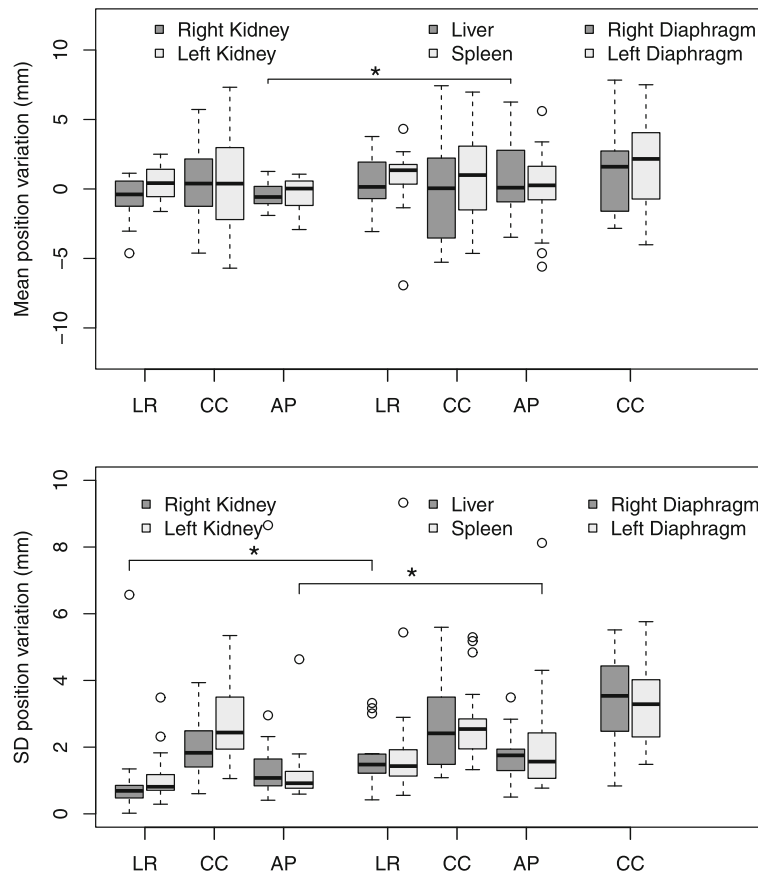 Right Kidney Liver Right Diaphragm
Left Kidney Spleen Left Diaphragm
*
Mean position variation (mm)
10
5
0
−5
−10
LR CC AP LR CC AP CC
Right Kidney Liver Right Diaphragm
Left Kidney Spleen Left Diaphragm
*
*
SD position variation (mm)
10
8
6
4
2
0
LR CC AP LR CC AP CC